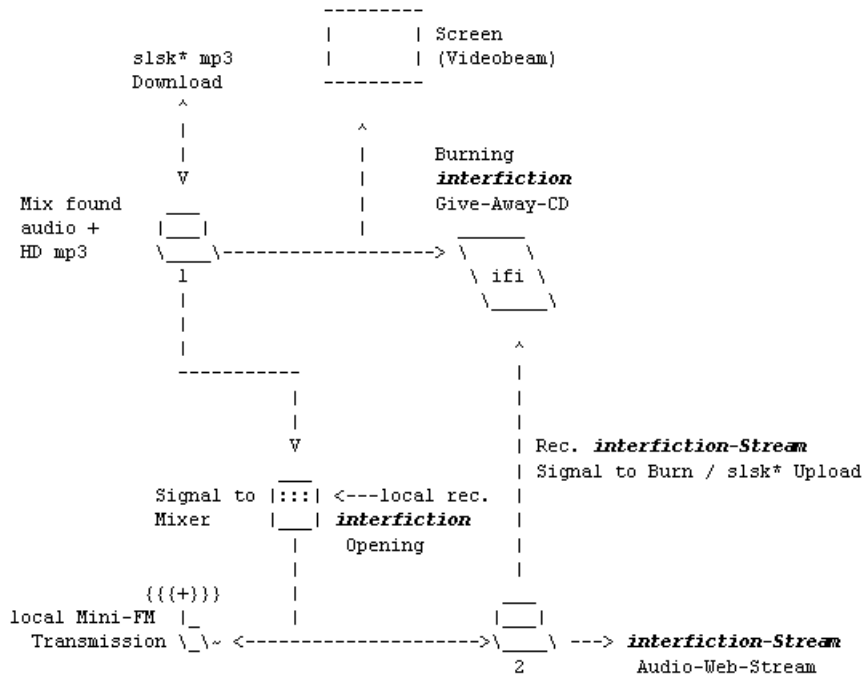 Screen
(Videobeam)
slsk* mp3
Download
Burning
interfiction
Give-Away-CD
Mix found
audio +
HD mp3
ifi
1
Rec. interfiction-Stream
Signal to Burn / slsk* Upload
Signal to
Mixer
<---local rec.
interfiction
Opening
{{{+}}}
local Mini-FM
Transmission
2
interfiction-Stream
Audio-Web-Stream